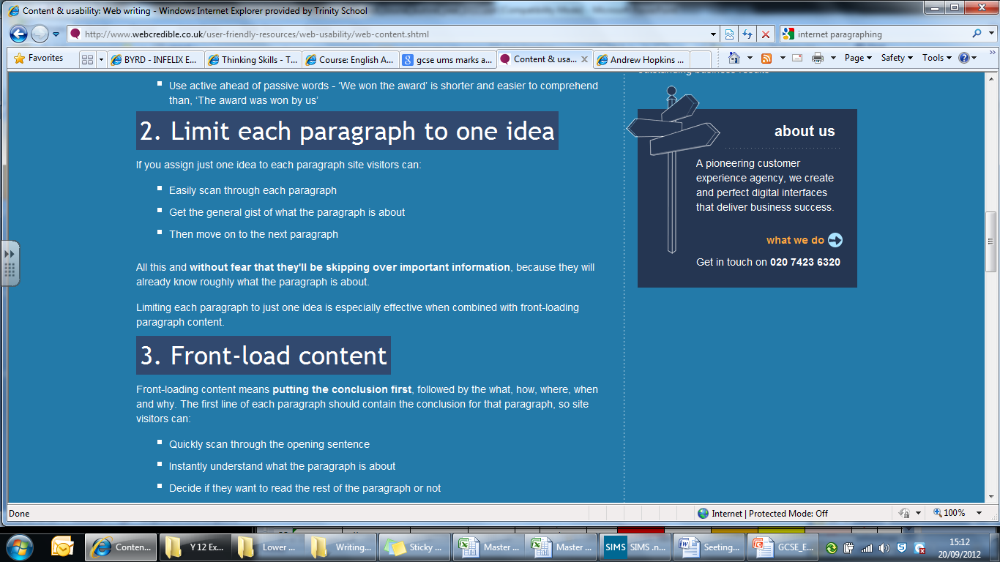 Content & usability: Web writing - Windows Internet Explorer provided by Trinity School
http://www.webcredible.co.uk/user-friendly-resources/web-usability/web-content.shtml
internet paragraphing
Favorites
BYRD - INFELIX E...
Thinking Skills - T...
Course: English A...
gcse ums marks a...
Content & usa...
Andrew Hopkins ...
Page
Safety
Tools
outstanding business results
Use active ahead of passive words - ‘We won the award’ is shorter and easier to comprehend
than, ‘The award was won by us’
2. Limit each paragraph to one idea
If you assign just one idea to each paragraph site visitors can:
Easily scan through each paragraph
Get the general gist of what the paragraph is about
Then move on to the next paragraph
All this and without fear that they'll be skipping over important information, because they will
already know roughly what the paragraph is about.
Limiting each paragraph to just one idea is especially effective when combined with front-loading
paragraph content.
3. Front-load content
Front-loading content means putting the conclusion first, followed by the what, how, where, when
and why. The first line of each paragraph should contain the conclusion for that paragraph, so site
visitors can:
Quickly scan through the opening sentence
Instantly understand what the paragraph is about
Decide if they want to read the rest of the paragraph or not
about us
A pioneering customer
experience agency, we create
and perfect digital interfaces
that deliver business success.
what we do
Get in touch on 020 7423 6320
Done
Internet | Protected Mode: Off
100%
Conten...
Y 12 Ex...
Lower ...
Writing...
Sticky ...
Master ...
Master ...
SIMS SIMS .n...
Seeting...
GCSE_E...
15:12
20/09/2012